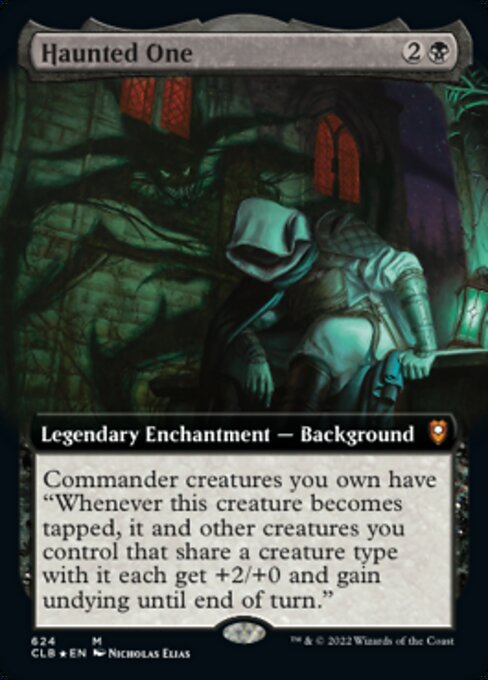 Haunted One 2
Legendary Enchantment — Background
Commander creatures you own have
“Whenever this creature becomes
tapped, it and other creatures you
control that share a creature type
with it each get +2/+0 and gain
undying until end of turn.”
624 M
CLB ★ EN Nicholas Elias
™ & © 2022 Wizards of the Coast